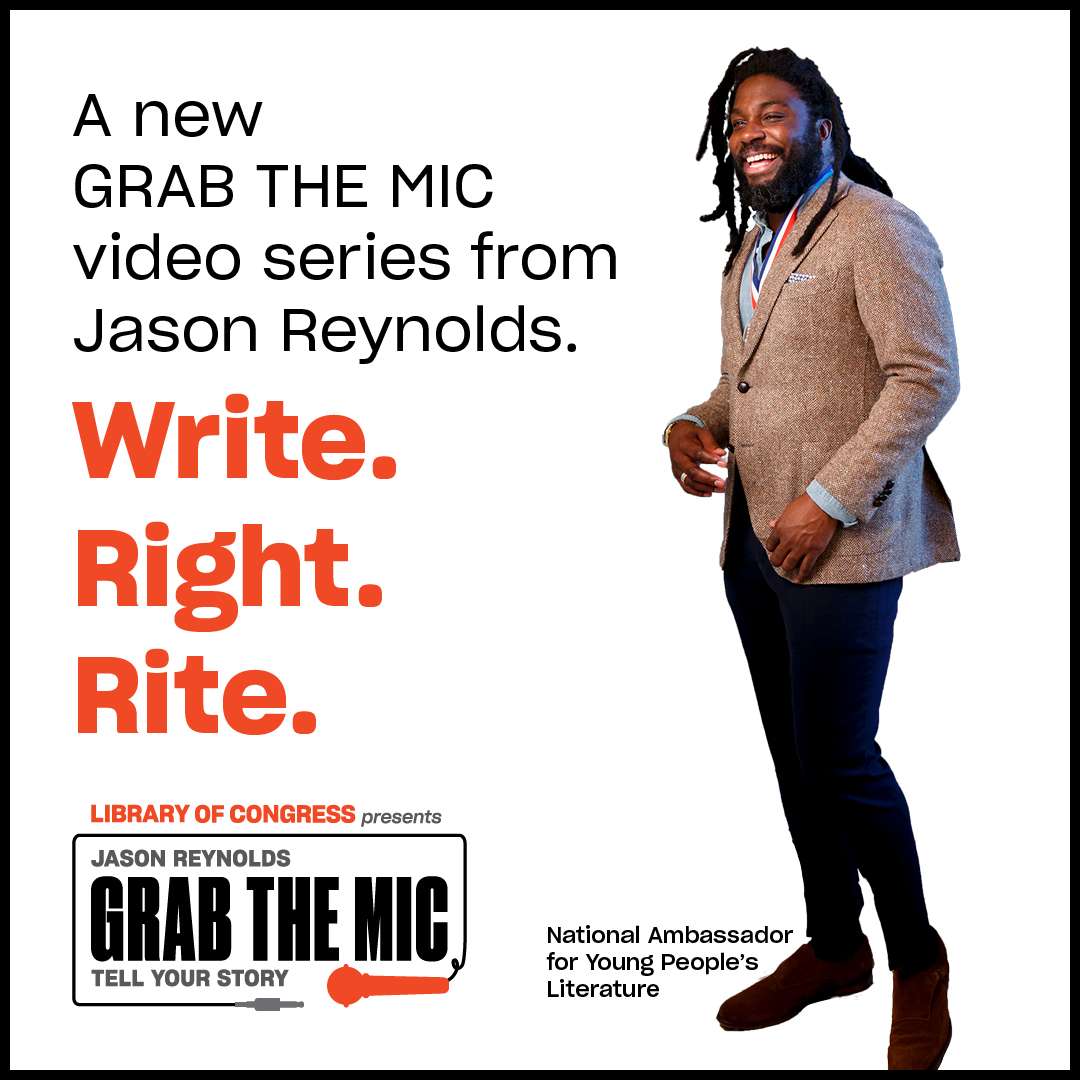 A new
GRAB THE MIC
video series from
Jason Reynolds.
Write.
Right.
Rite.
LIBRARY OF CONGRESS presents
JASON REYNOLDS
GRAB THE MIC
TELL YOUR STORY
National Ambassador
for Young People’s
Literature